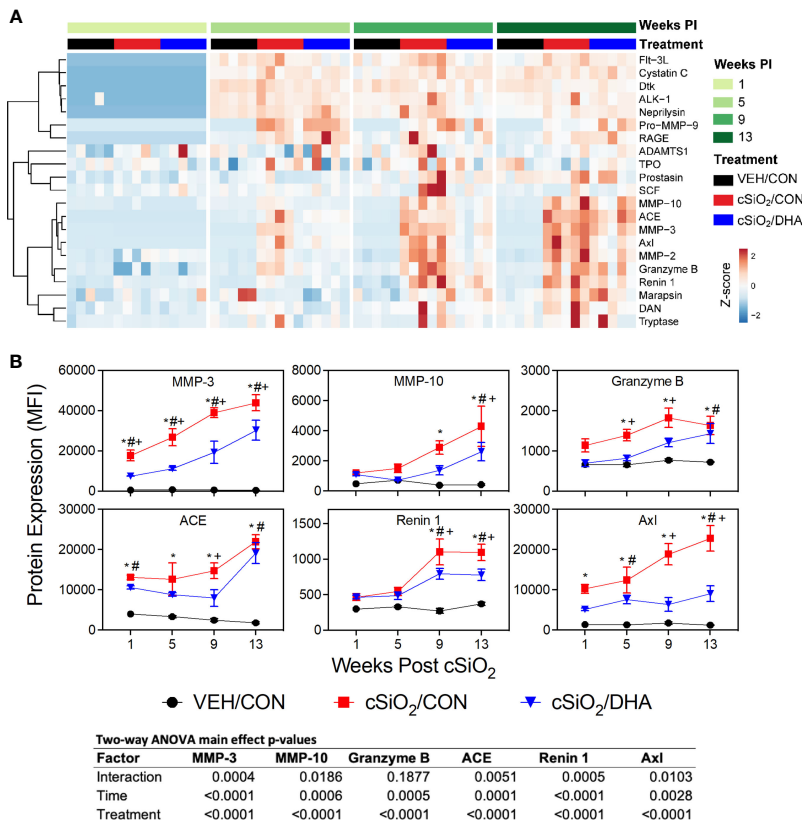 A
Weeks PI
Treatment
Flt-3L
Cystatin C
Dtk
ALK-1
Neprilysin
Pro-MMP-9
RAGE
ADAMTS1
TPO
Prostasin
SCF
MMP-10
ACE
MMP-3
Axl
MMP-2
Granzyme B
Renin 1
Marapsin
DAN
Tryptase
Weeks PI
1
5
9
13
Treatment
VEH/CON
cSiO₂/CON
cSiO₂/DHA
Z-score
2
1
0
−1
−2
B
Protein Expression (MFI)
MMP-3
60000
40000
20000
0
*#+
*#+
*#+
*#+
MMP-10
8000
6000
4000
2000
0
*
*#+
Granzyme B
3000
2000
1000
0
*+
*+
*#
ACE
30000
20000
10000
0
*#
*
*+
*#
1 5 9 13
Renin 1
1500
1000
500
0
*#+
*#+
1 5 9 13
Axl
30000
20000
10000
0
*
*#
*+
*#+
1 5 9 13
Weeks Post cSiO₂
VEH/CON cSiO₂/CON cSiO₂/DHA
Two-way ANOVA main effect p-values
Factor MMP-3 MMP-10 Granzyme B ACE Renin 1 Axl
Interaction 0.0004 0.0186 0.1877 0.0051 0.0005 0.0103
Time <0.0001 0.0006 0.0005 0.0001 <0.0001 0.0028
Treatment <0.0001 <0.0001 <0.0001 <0.0001 <0.0001 <0.0001